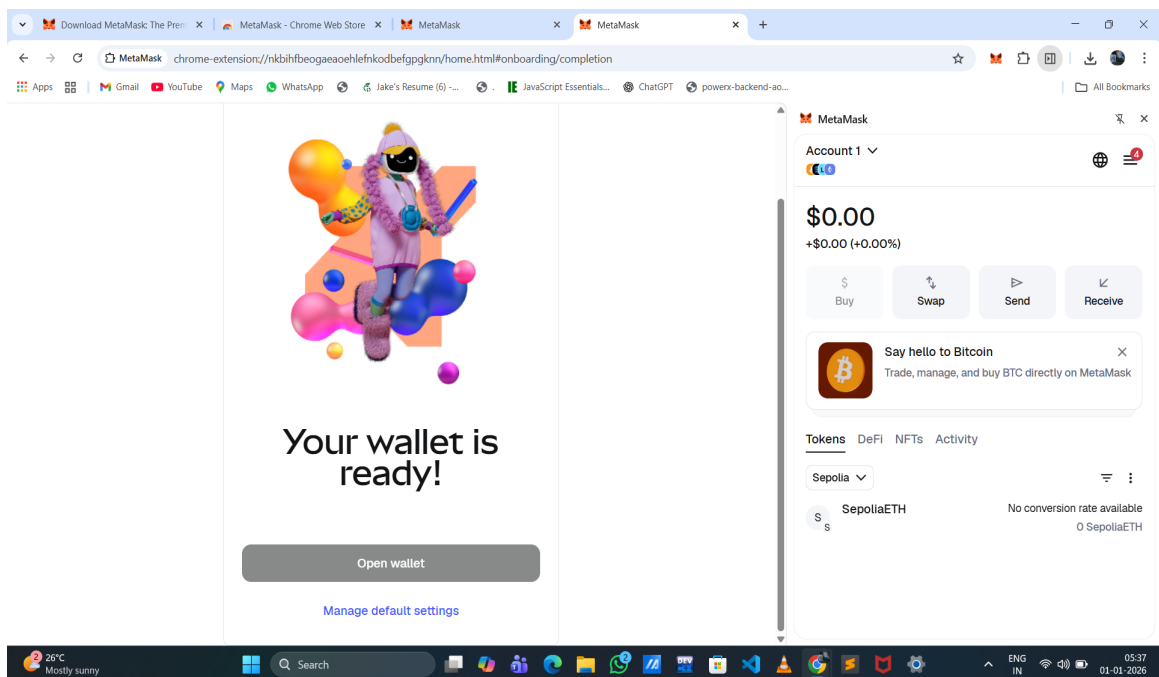 Download MetaMask: The Prem
MetaMask - Chrome Web Store
MetaMask
MetaMask
MetaMask
chrome-extension://nkbihfbeogaeaoehlefnkodbefgpgknn/home.html#onboarding/completion
Apps
Gmail
YouTube
Maps
WhatsApp
Jake's Resume (6) -...
.
JavaScript Essentials...
ChatGPT
powerx-backend-ao...
All Bookmarks
Your wallet is
ready!
Open wallet
Manage default settings
MetaMask
Account 1
4
$0.00
+$0.00 (+0.00%)
$
Buy
Swap
Send
Receive
Say hello to Bitcoin
Trade, manage, and buy BTC directly on MetaMask
Tokens DeFi NFTs Activity
Sepolia
S
S
SepoliaETH
No conversion rate available
0 SepoliaETH
2
26°C
Mostly sunny
Search
2
ENG
IN
05:37
01-01-2026